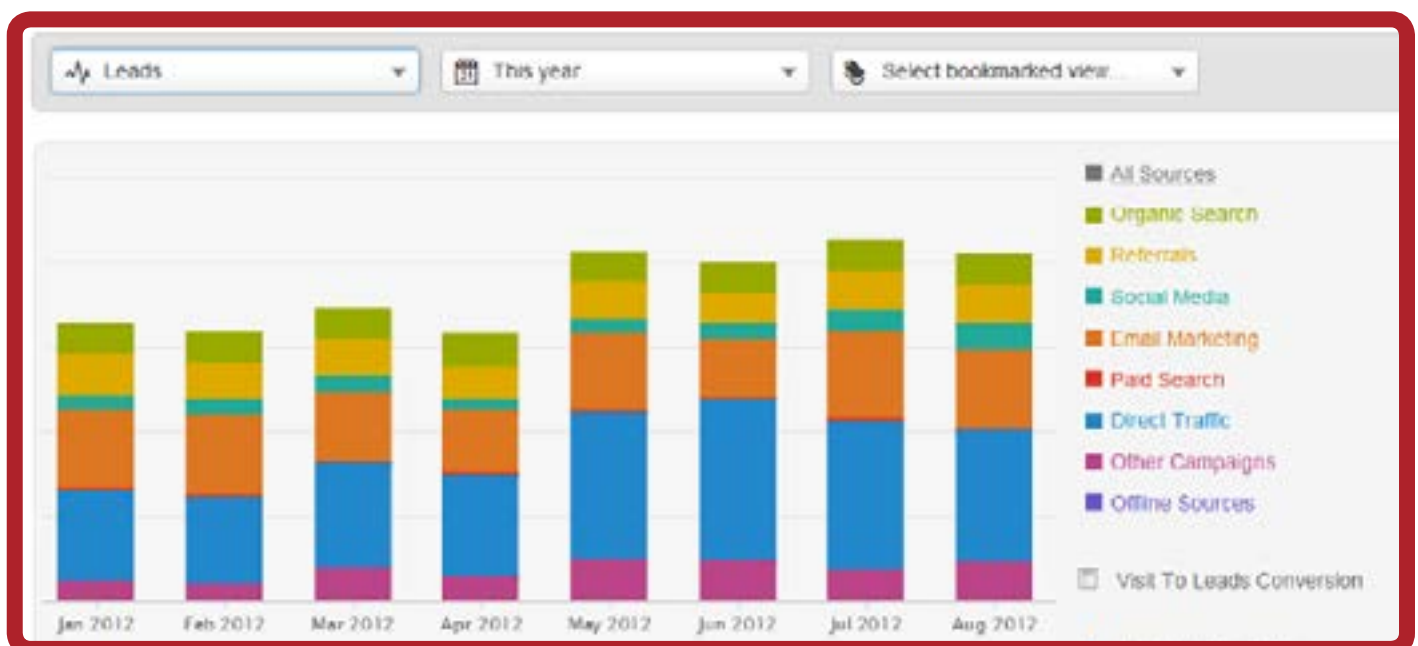 Leads
This year
Select bookmarked view...
All Sources
Organic Search
Referrals
Social Media
Email Marketing
Paid Search
Direct Traffic
Other Campaigns
Offline Sources
Visit To Leads Conversion
Jan 2012 Feb 2012 Mar 2012 Apr 2012 May 2012 Jun 2012 Jul 2012 Aug 2012